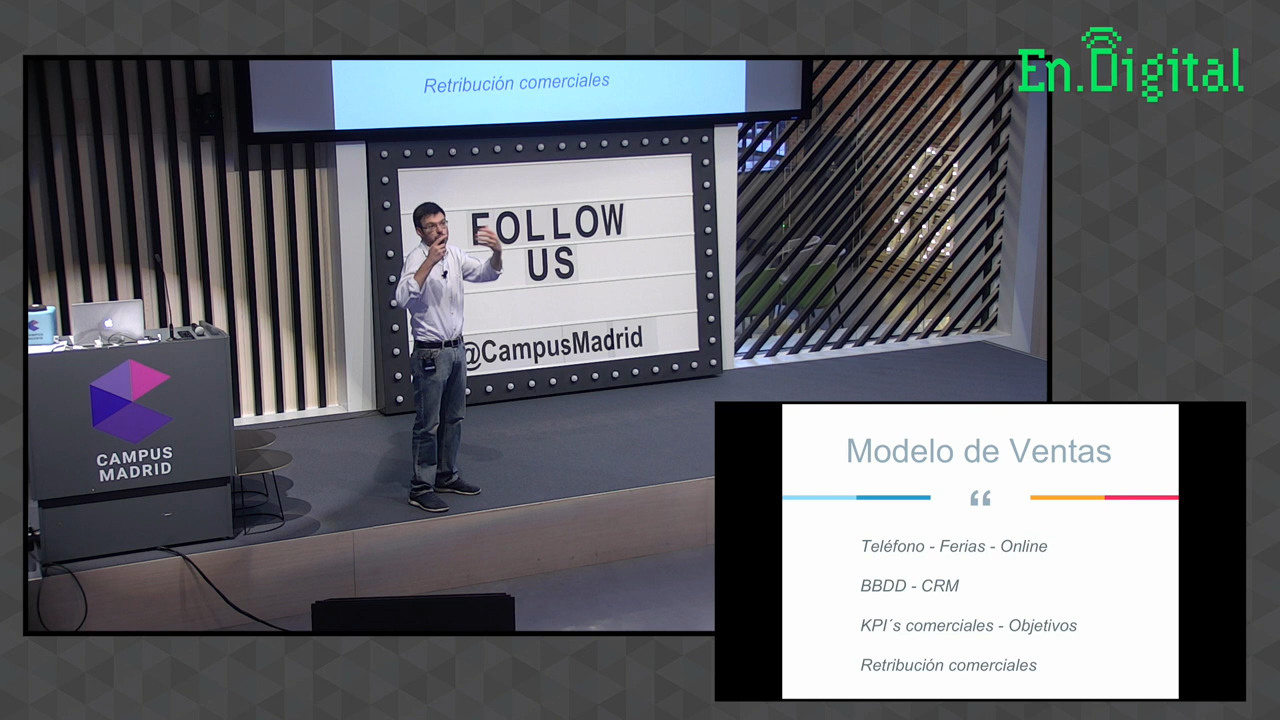 En.Digital
Retribución comerciales
FOLLOW
US
@CampusMadrid
CAMPUS
MADRID
Modelo de Ventas
“
Teléfono - Ferias - Online
BBDD - CRM
KPI´s comerciales - Objetivos
Retribución comerciales